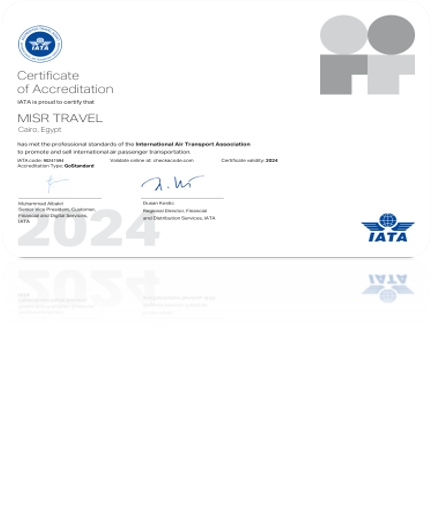 IATA
Certificate
of Accreditation
IATA is proud to certify that
MISR TRAVEL
Cairo, Egypt
has met the professional standards of the International Air Transport Association
to promote and sell international air passenger transportation.
IATA code: Validate online at: checkacode.com Certificate validity: 2024
Accreditation Type: GoStandard
Muhammad Albakri
Senior Vice President, Customer,
Financial and Digital Services,
IATA
Regional Director, Financial
and Distribution Services, IATA
2024
IATA